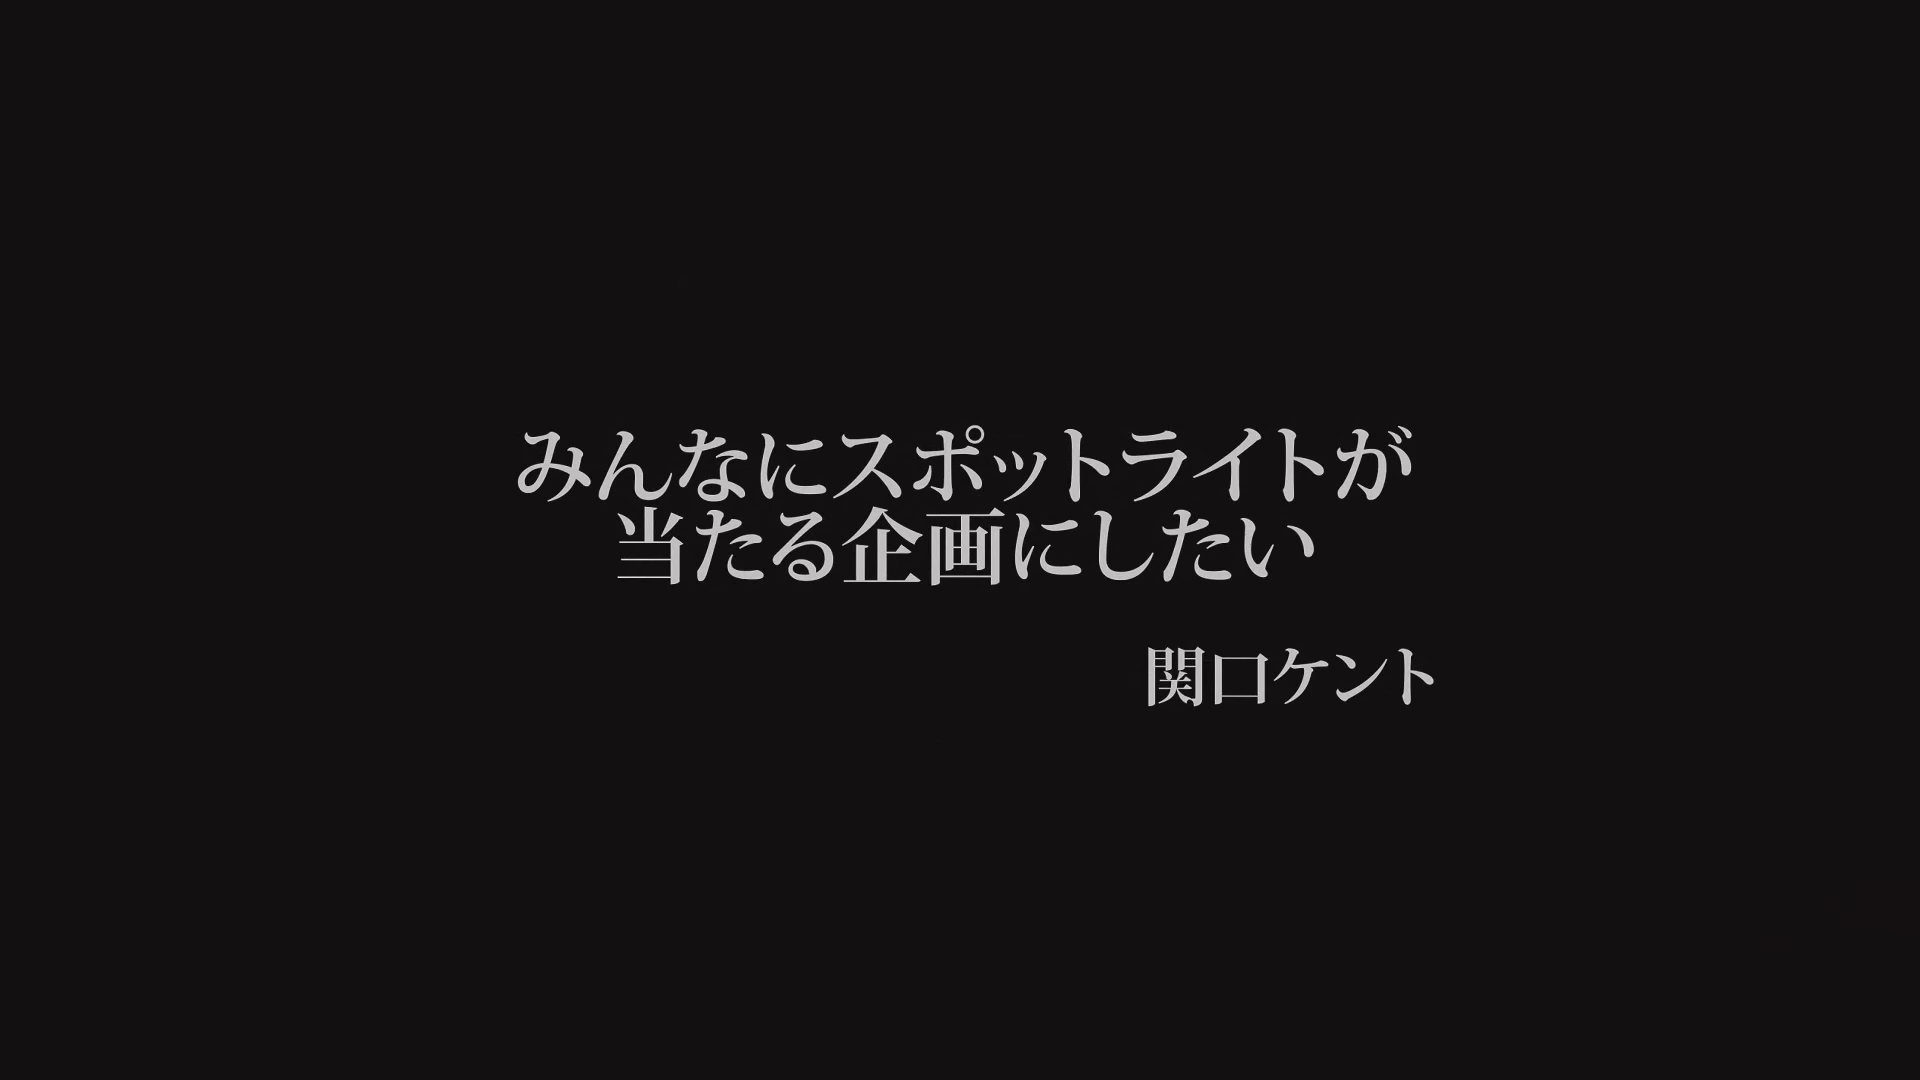 みんなにスポットライトが
当たる企画にしたい
関口ケント